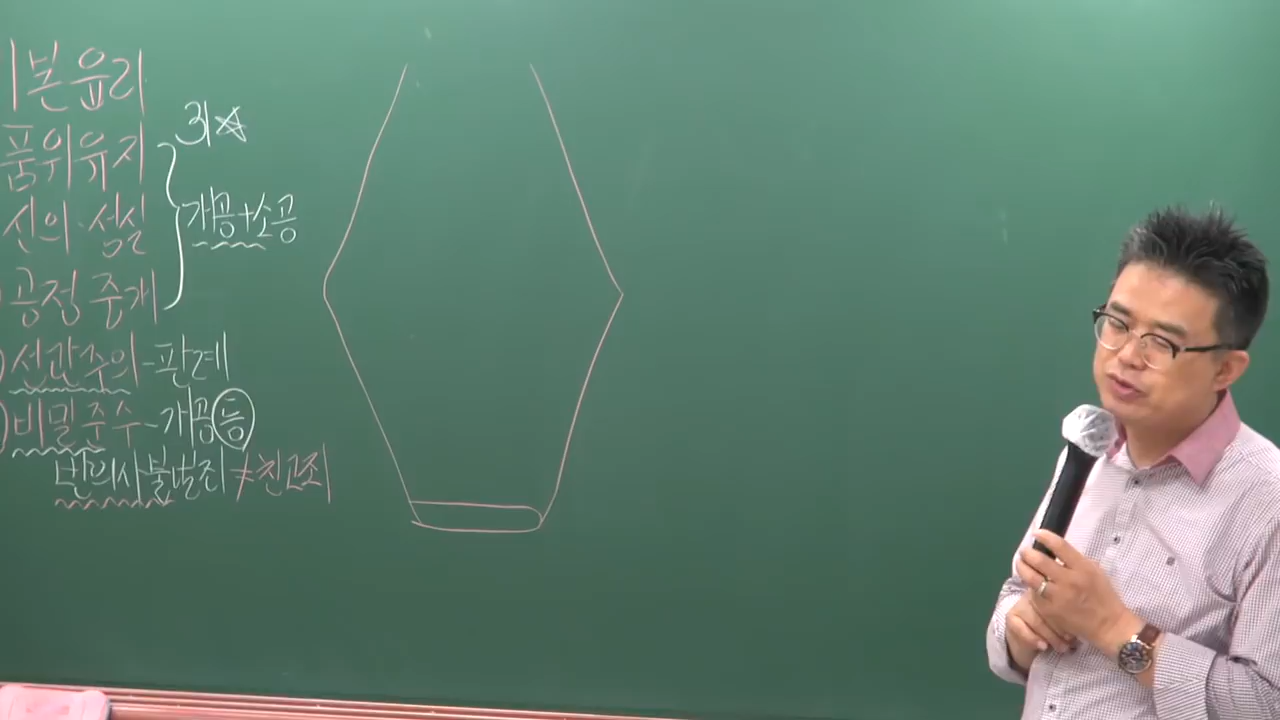 기본윤리
품위유지
신의·성실
공정중개
3가☆
개공+소공
선관주의-판례
비밀준수-개공등
반의사불벌죄≠친고죄